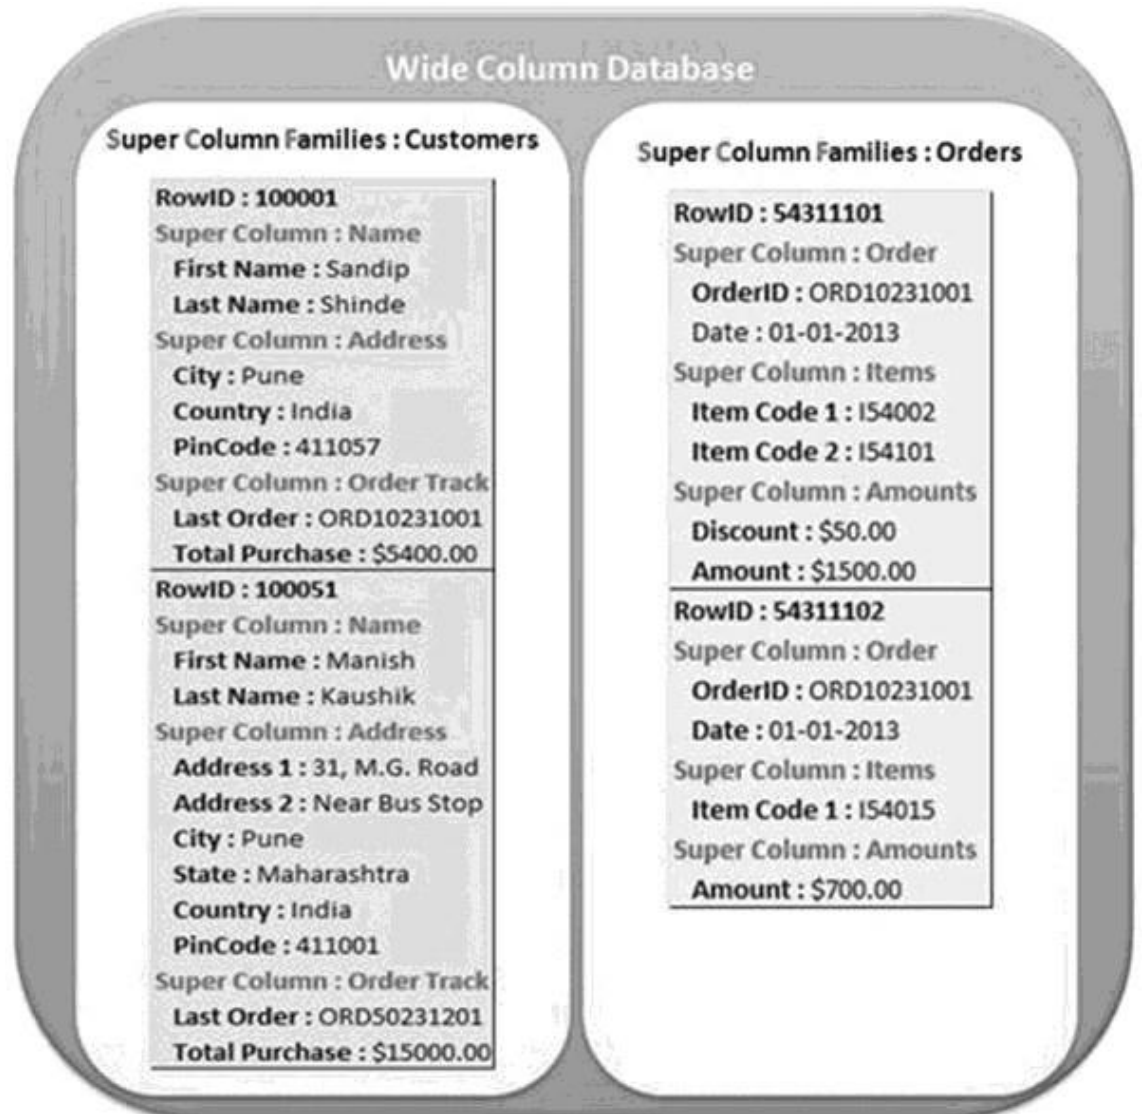 Wide Column Database
Super Column Families : Customers
RowID : 100001
Super Column : Name
First Name : Sandip
Last Name : Shinde
Super Column : Address
City : Pune
Country : India
PinCode : 411057
Super Column : Order Track
Last Order : ORD10231001
Total Purchase : $5400.00
RowID : 100051
Super Column : Name
First Name : Manish
Last Name : Kaushik
Super Column : Address
Address 1 : 31, M.G. Road
Address 2 : Near Bus Stop
City : Pune
State : Maharashtra
Country : India
PinCode : 411001
Super Column : Order Track
Last Order : ORD50231201
Total Purchase : $15000.00
Super Column Families : Orders
RowID : 54311101
Super Column : Order
OrderID : ORD10231001
Date : 01-01-2013
Super Column : Items
Item Code 1 : I54002
Item Code 2 : I54101
Super Column : Amounts
Discount : $50.00
Amount : $1500.00
RowID : 54311102
Super Column : Order
OrderID : ORD10231001
Date : 01-01-2013
Super Column : Items
Item Code 1 : I54015
Super Column : Amounts
Amount : $700.00